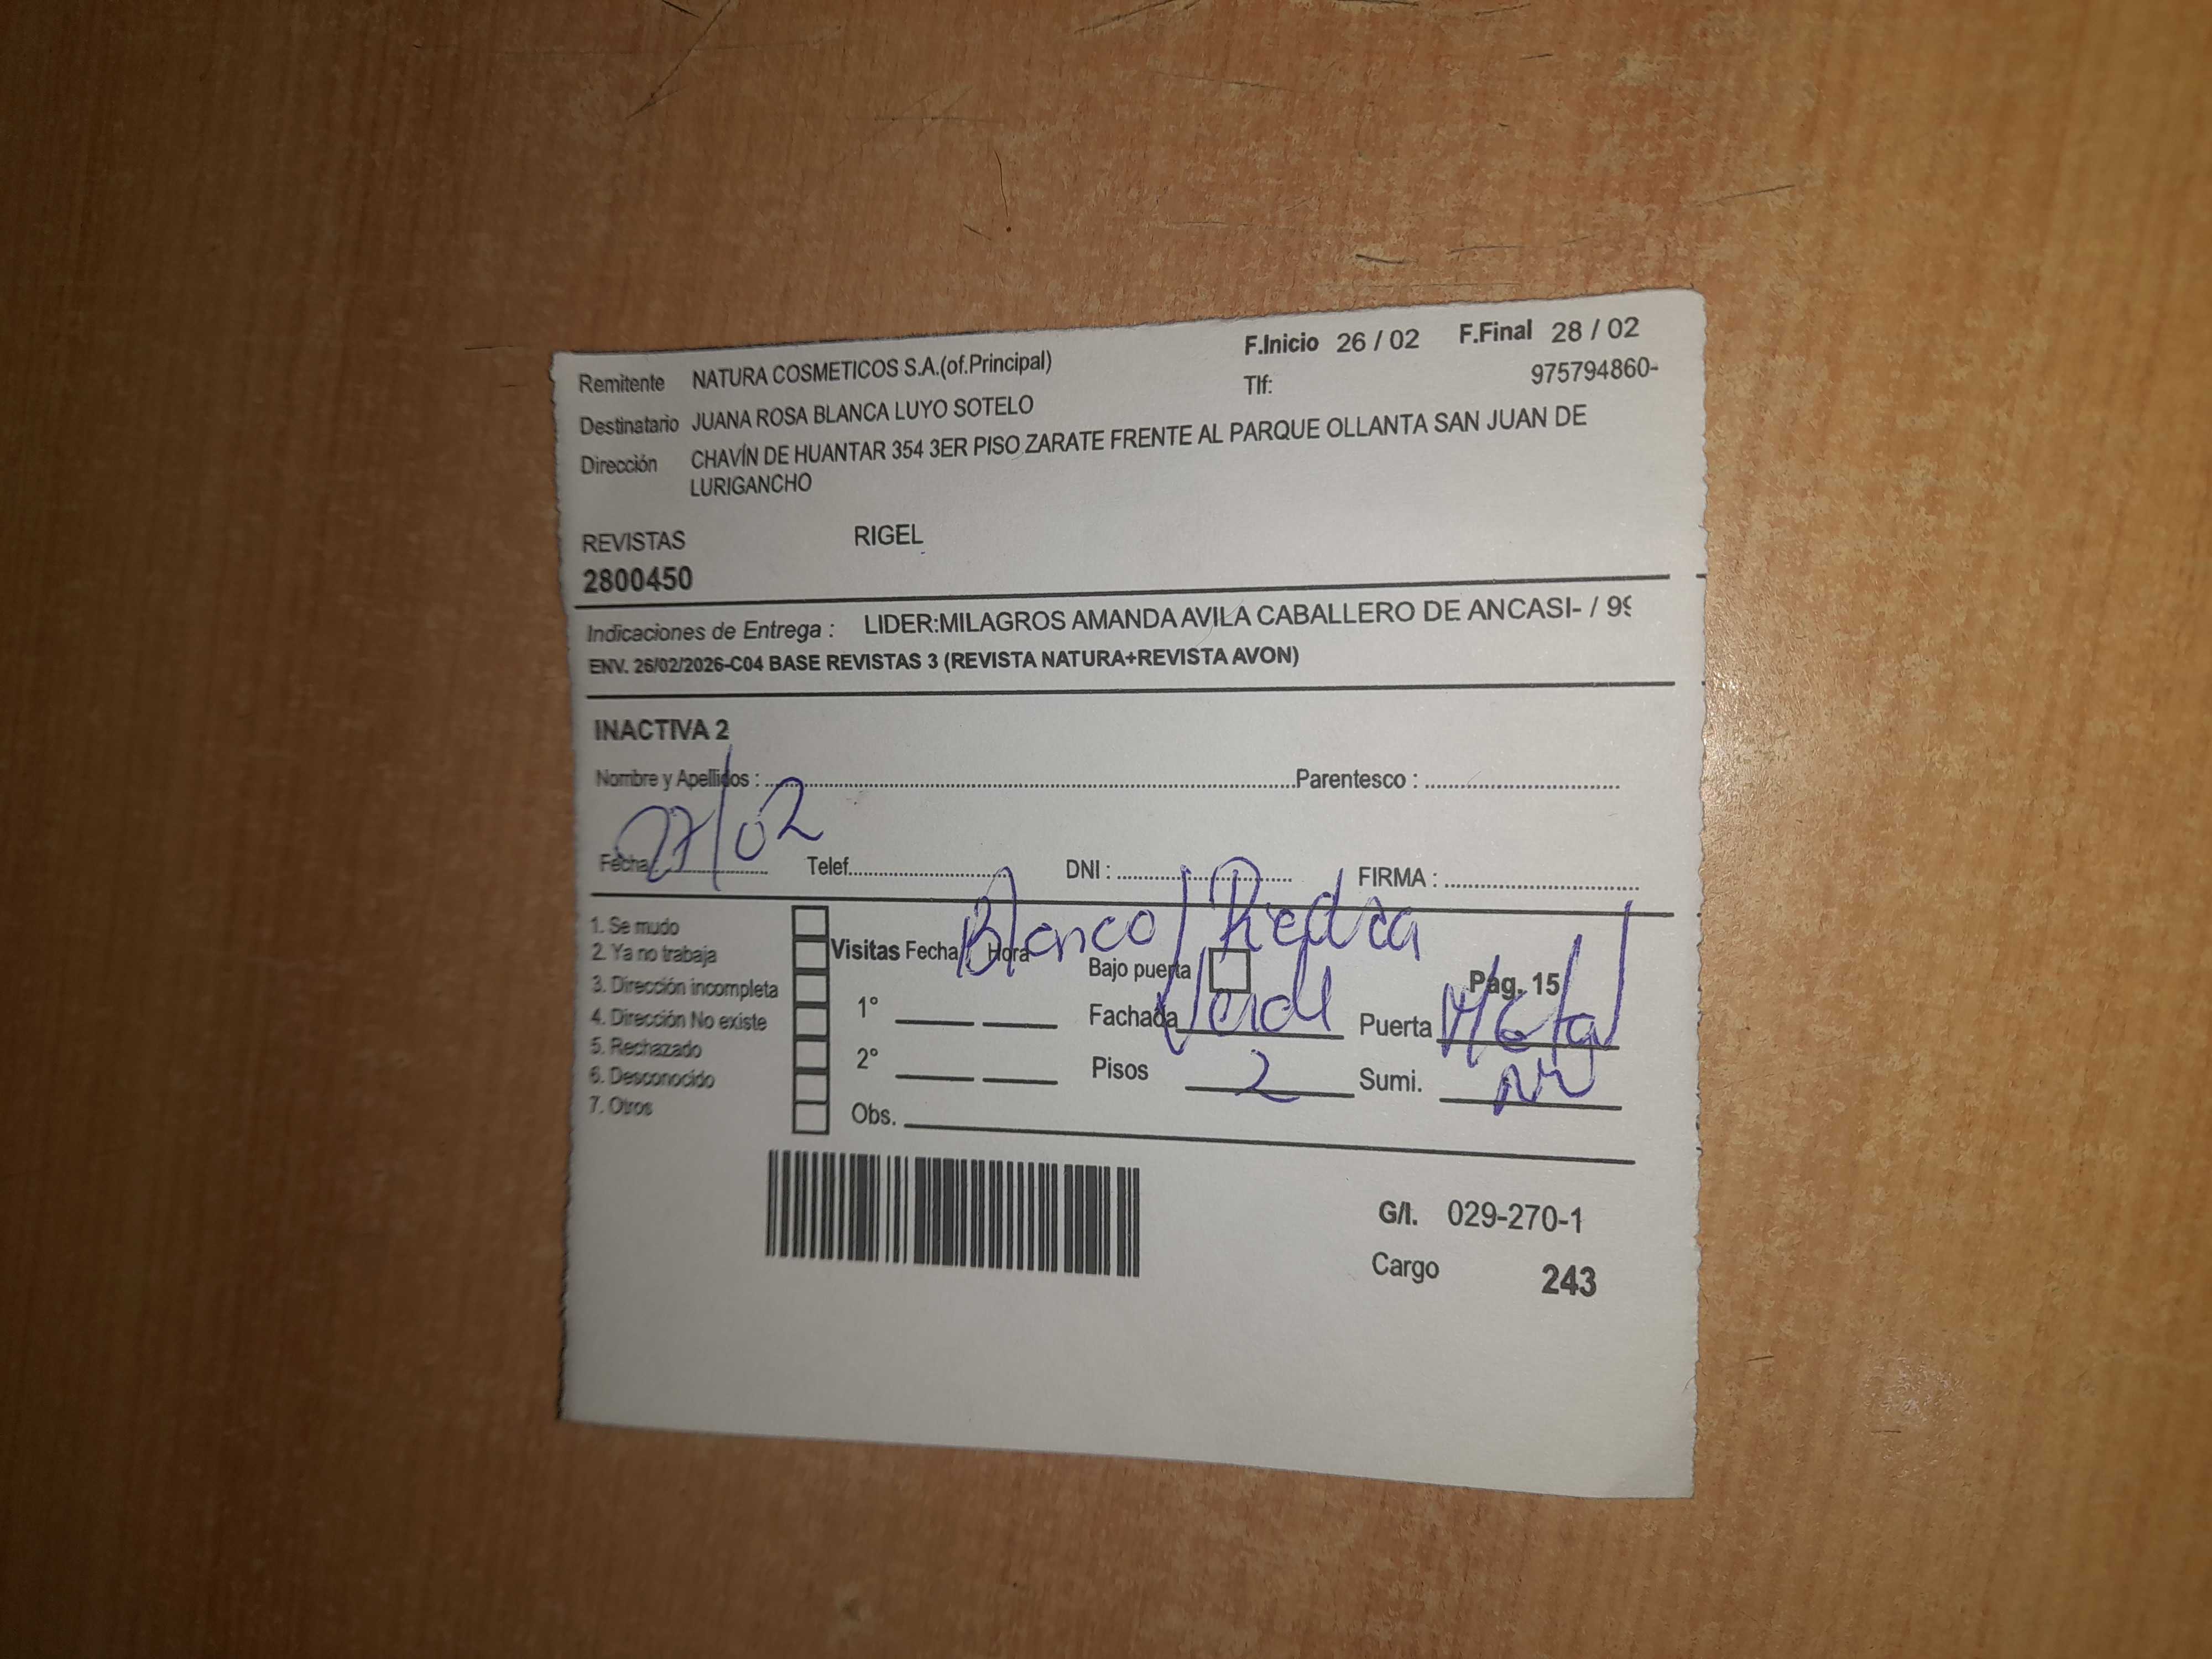 Remitente NATURA COSMETICOS S.A.(of.Principal) F.Inicio 26 / 02 F.Final 28 / 02
Tlf: 975794860-
Destinatario JUANA ROSA BLANCA LUYO SOTELO
Dirección CHAVÍN DE HUANTAR 354 3ER PISO ZARATE FRENTE AL PARQUE OLLANTA SAN JUAN DE
LURIGANCHO
REVISTAS RIGEL
2800450
Indicaciones de Entrega : LIDER:MILAGROS AMANDA AVILA CABALLERO DE ANCASI- / 99
ENV. 26/02/2026-C04 BASE REVISTAS 3 (REVISTA NATURA+REVISTA AVON)
INACTIVA 2
Nombre y Apellidos : Parentesco :
Fecha 27/02 Telef. DNI : FIRMA :
Blanco/Piedra
1. Se mudo
2. Ya no trabaja
3. Dirección incompleta
4. Dirección No existe
5. Rechazado
6. Desconocido
7. Otros
Visitas Fecha / Hora
1°
2°
Obs.
Bajo puerta Pág. 15
Fachada Verde Puerta Metal
Pisos 2 Sumi.
G/I. 029-270-1
Cargo 243